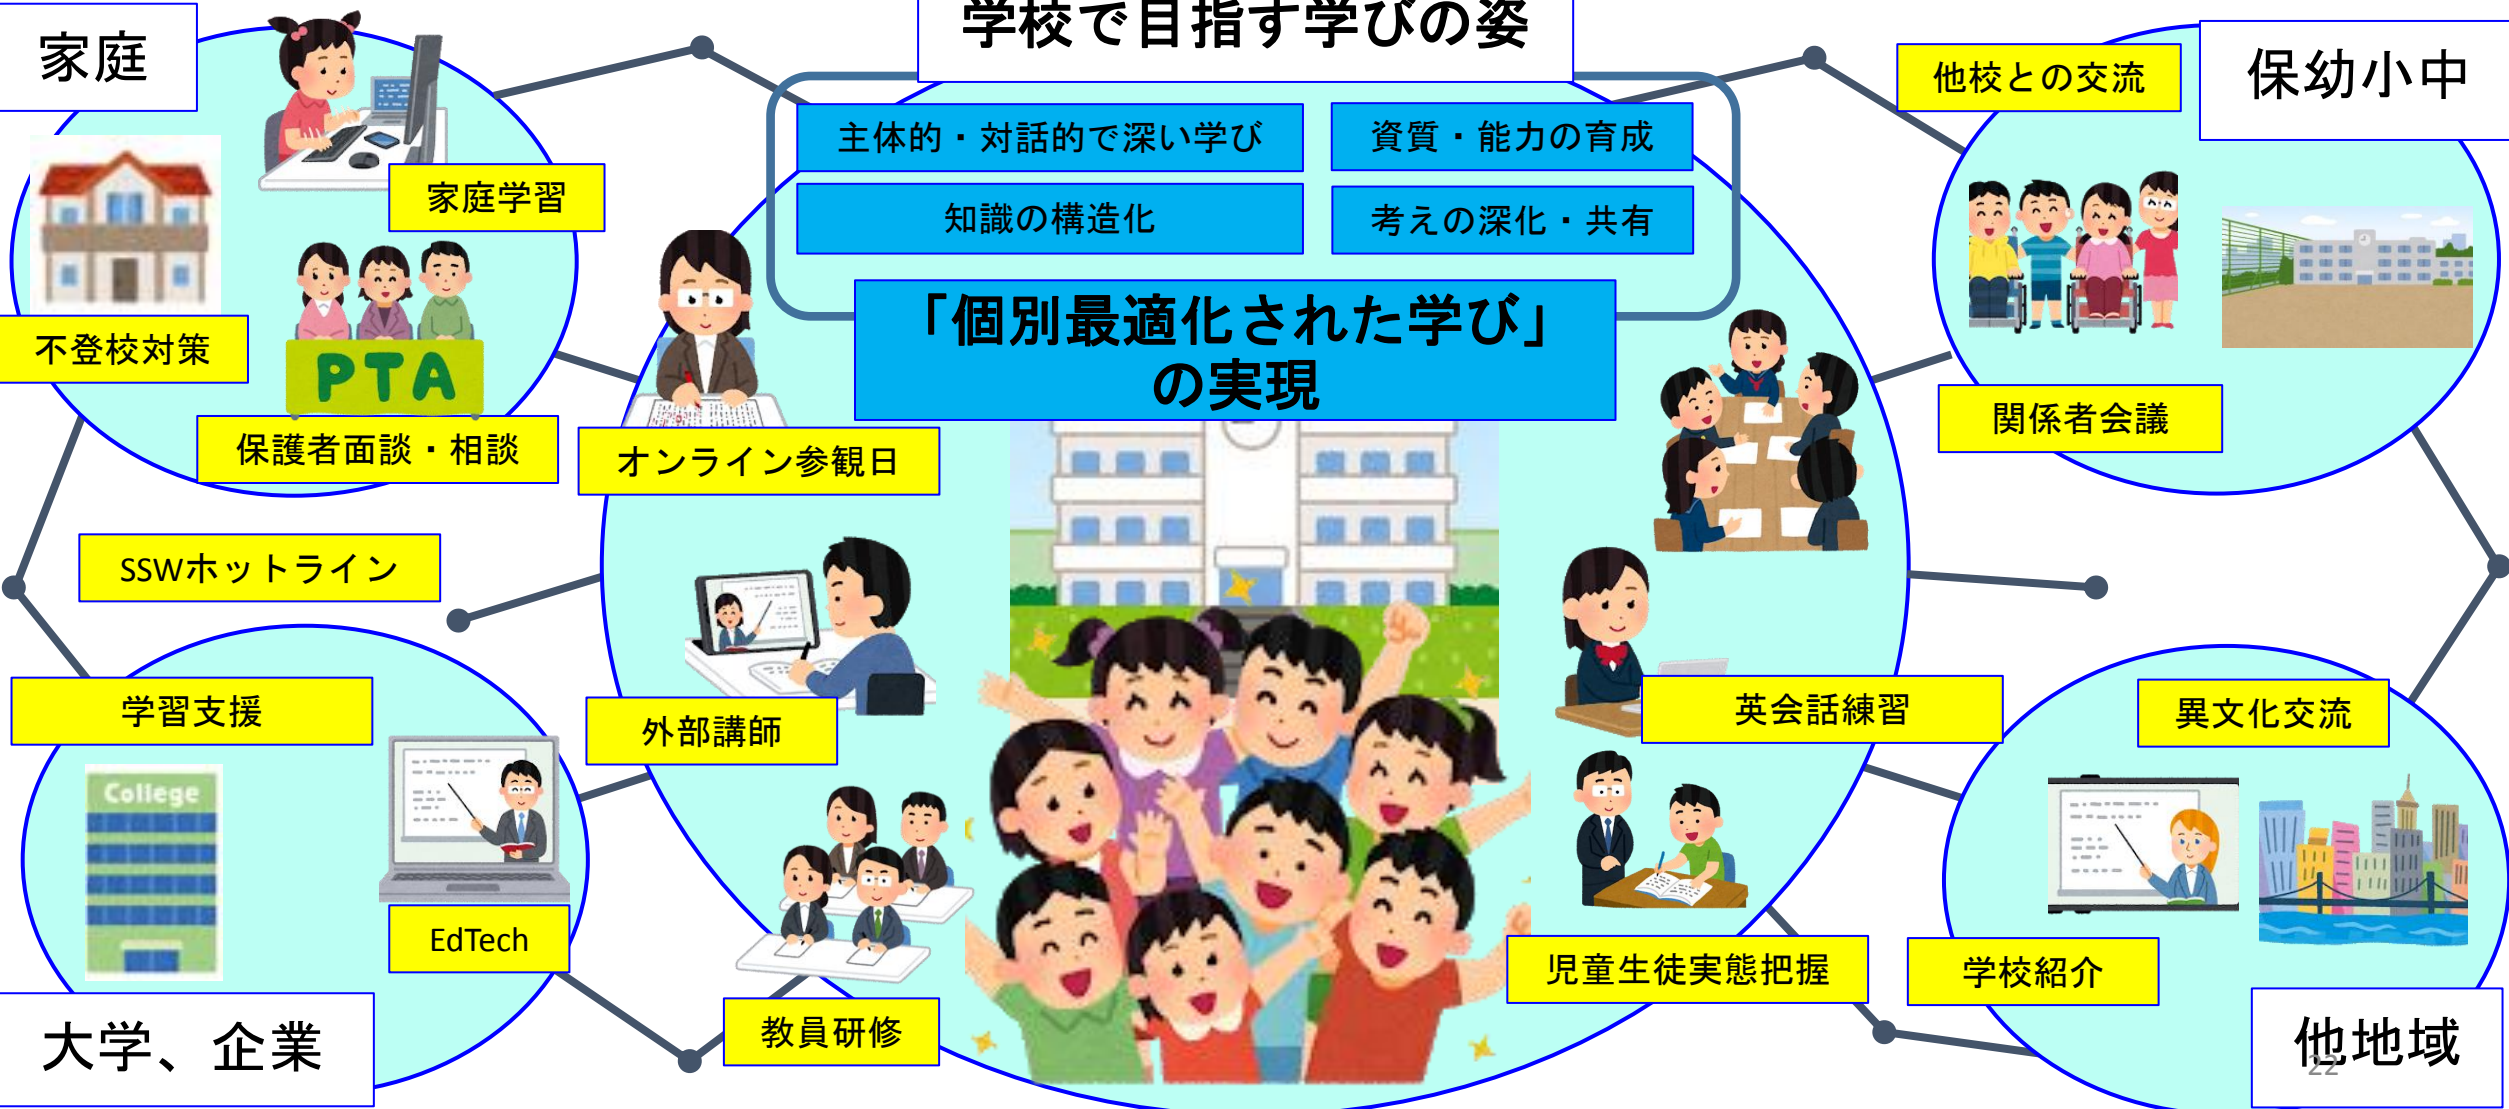 学校で目指す学びの姿
家庭
他校との交流
保幼小中
主体的・対話的で深い学び
資質・能力の育成
家庭学習
知識の構造化
考えの深化・共有
「個別最適化された学び」
の実現
不登校対策
PTA
保護者面談・相談
オンライン参観日
関係者会議
SSWホットライン
学習支援
外部講師
英会話練習
異文化交流
College
EdTech
児童生徒実態把握
学校紹介
教員研修
大学、企業
他地域
22